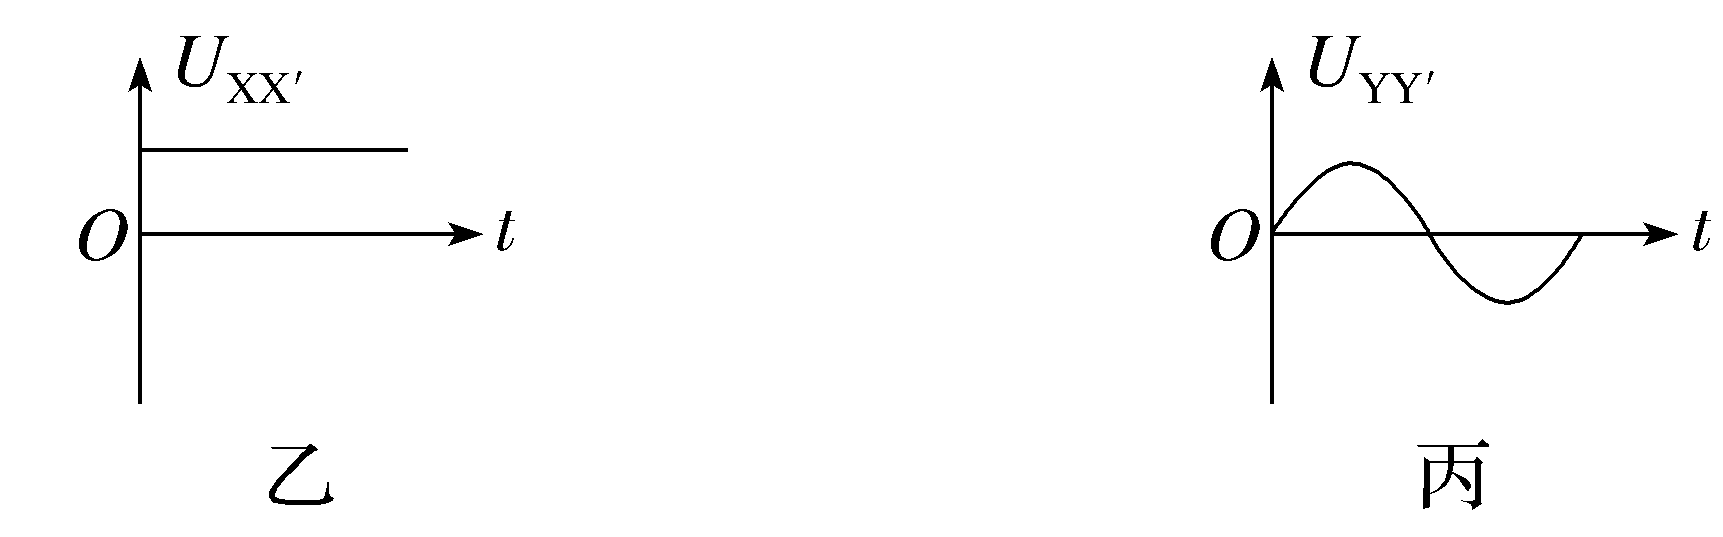 U_XX′
U_YY′
O
t
O
t
乙
丙